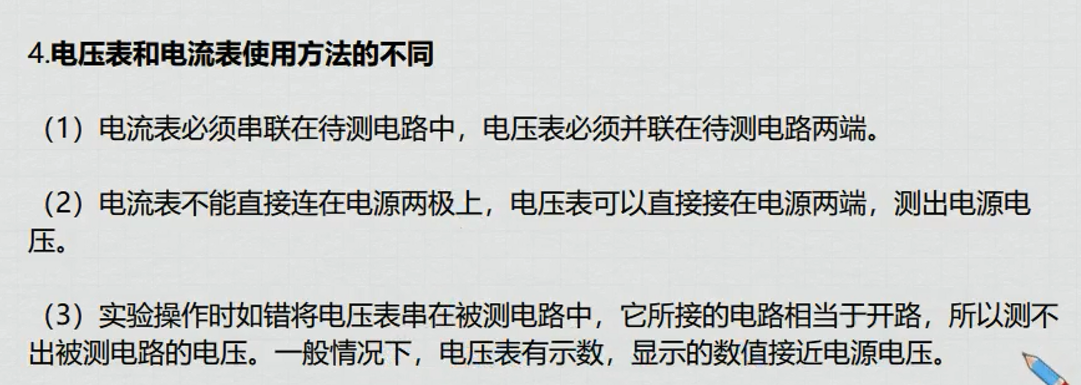 4.电压表和电流表使用方法的不同
（1）电流表必须串联在待测电路中，电压表必须并联在待测电路两端。
（2）电流表不能直接连在电源两极上，电压表可以直接接在电源两端，测出电源电
压。
（3）实验操作时如错将电压表串在被测电路中，它所接的电路相当于开路，所以测不
出被测电路的电压。一般情况下，电压表有示数，显示的数值接近电源电压。